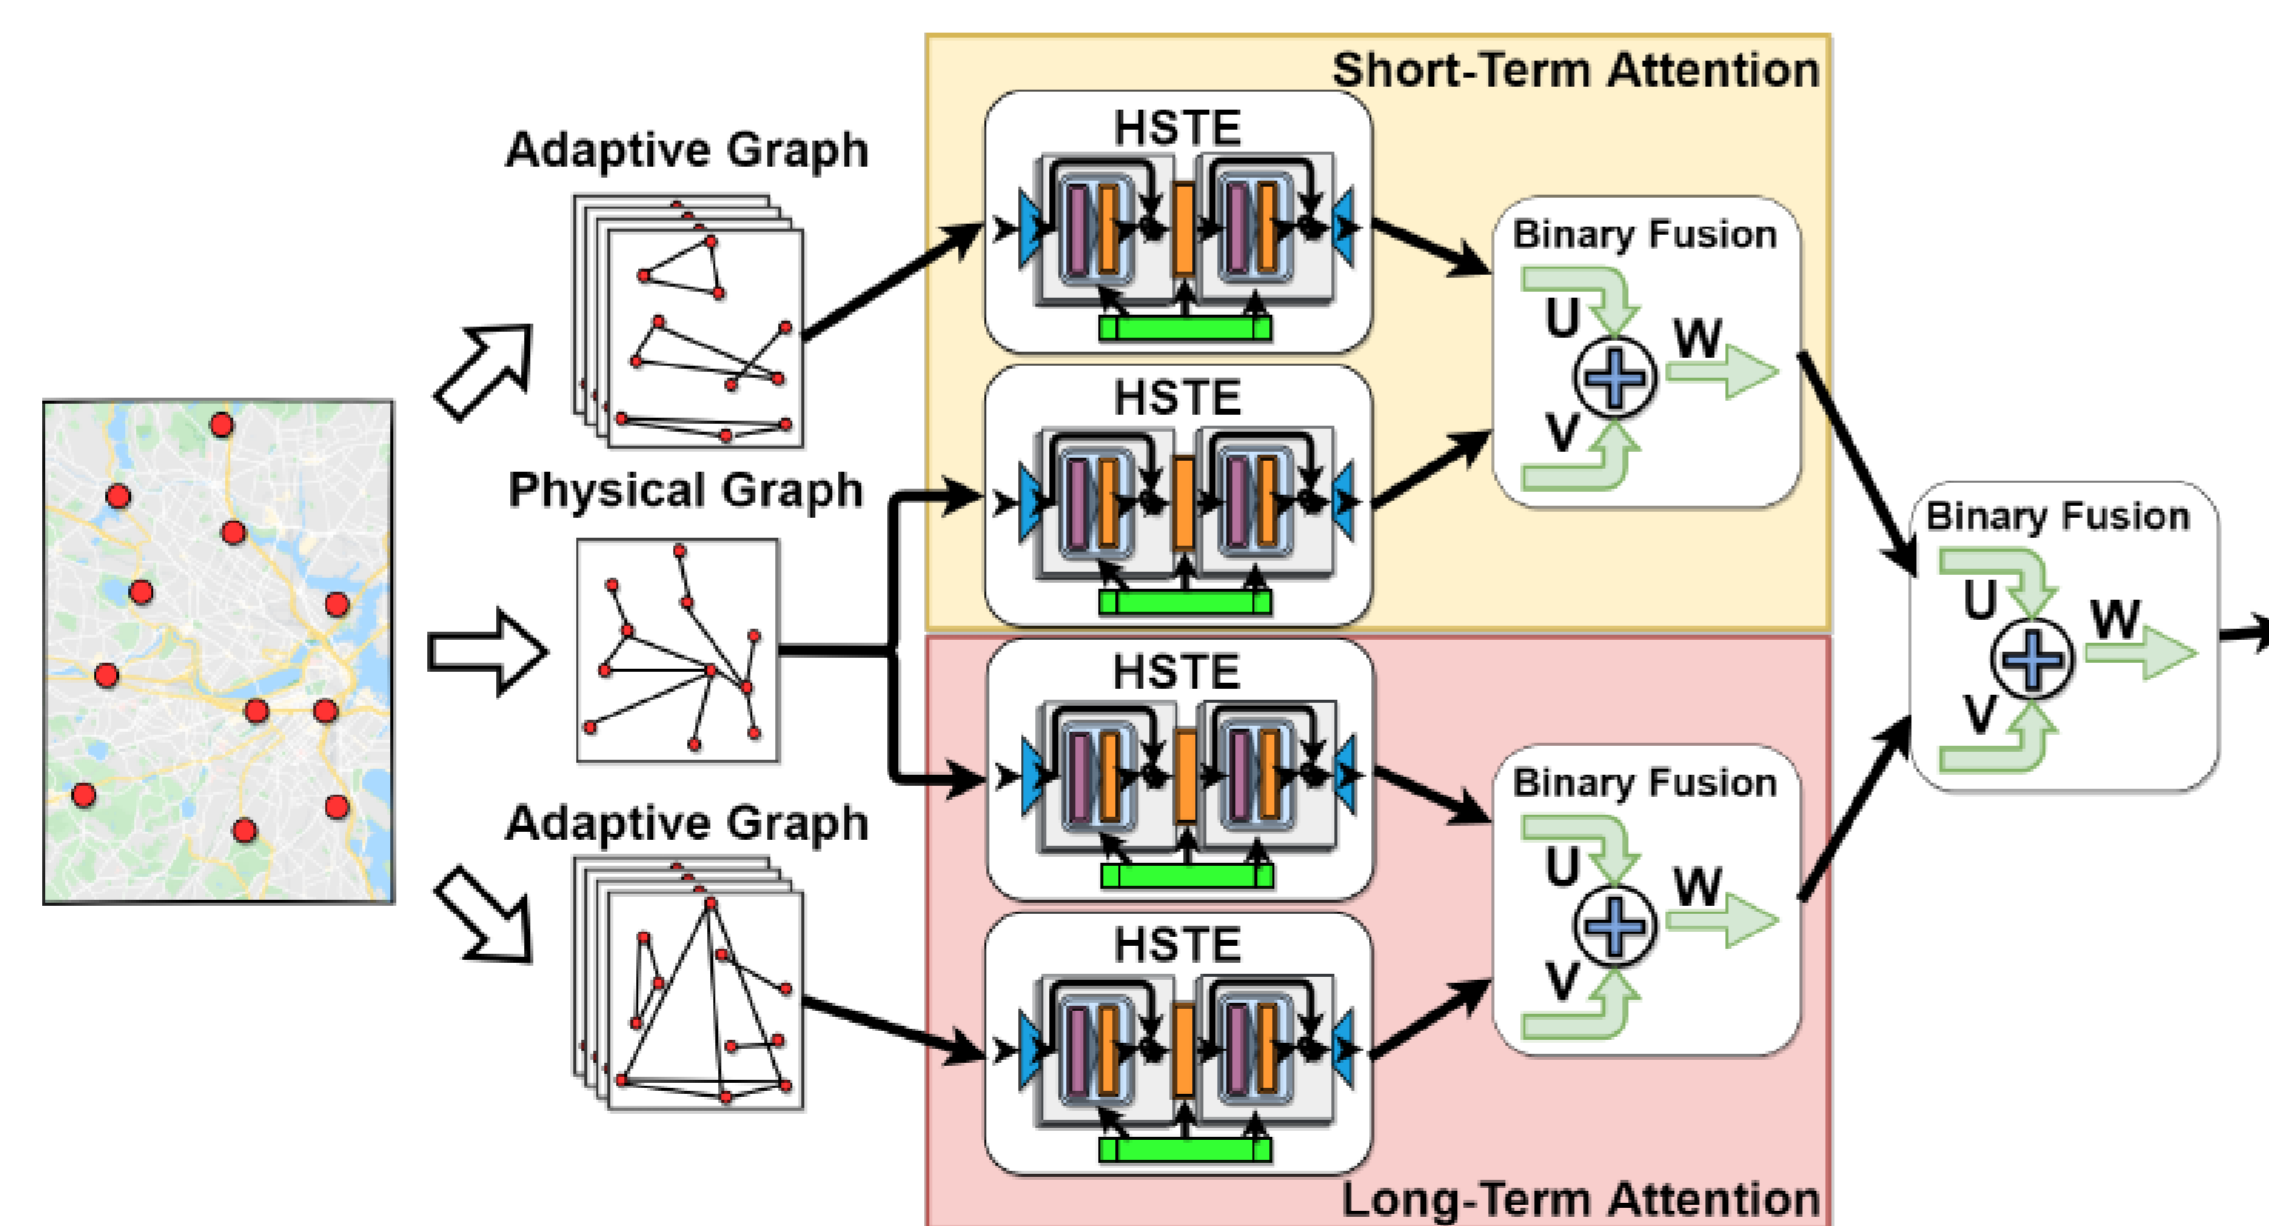 Short-Term Attention
HSTE
Adaptive Graph
Binary Fusion
U
W
V
HSTE
Physical Graph
Binary Fusion
U
W
V
HSTE
Adaptive Graph
Binary Fusion
U
W
V
HSTE
Long-Term Attention